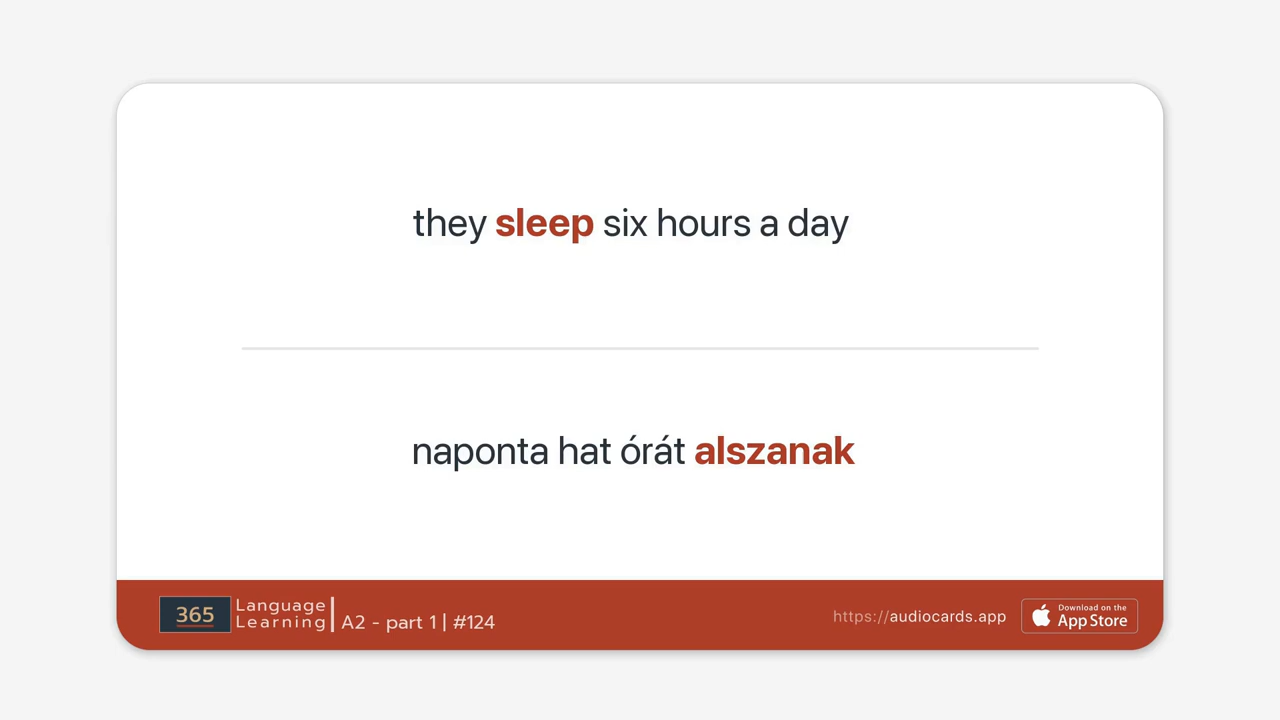 they sleep six hours a day
naponta hat órát alszanak
365
Language
Learning
A2 - part 1 | #124
https://audiocards.app
Download on the
App Store